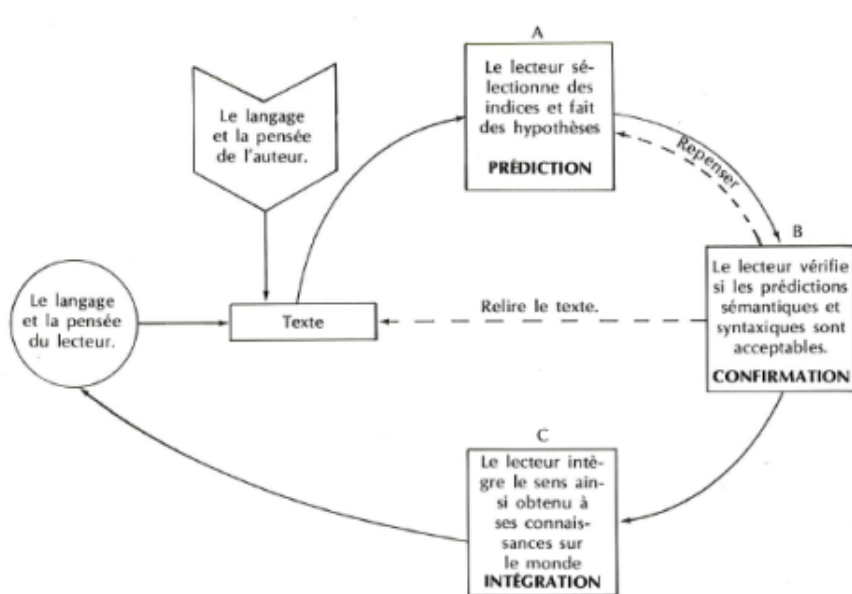 A
Le lecteur sé-
lectionne des
indices et fait
des hypothèses
PRÉDICTION
Le langage
et la pensée
de l'auteur.
Repenser
B
Le lecteur vérifie
si les prédictions
sémantiques et
syntaxiques sont
acceptables.
CONFIRMATION
Le langage
et la pensée
du lecteur.
Texte
Relire le texte.
C
Le lecteur intè-
gre le sens ain-
si obtenu à
ses connais-
sances sur
le monde
INTÉGRATION